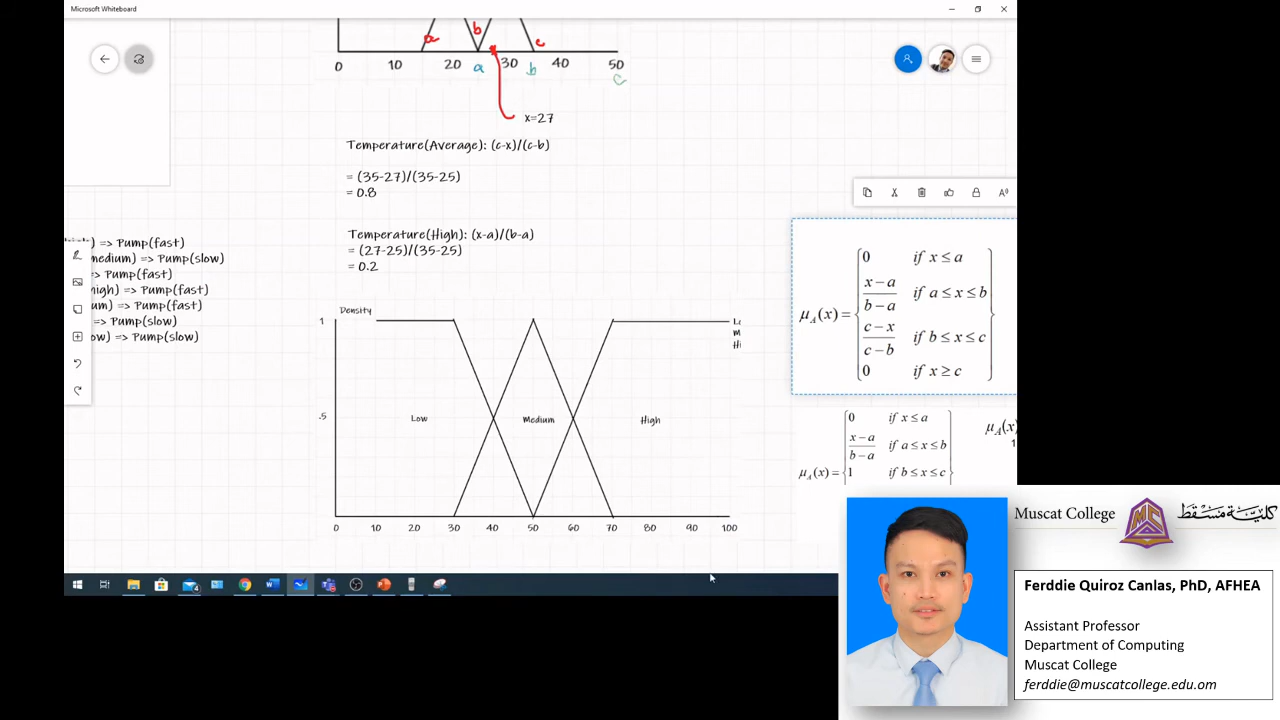 Microsoft Whiteboard
a b c
0 10 20 30 40 50
a b c
x=27
Temperature(Average): (c-x)/(c-b)
= (35-27)/(35-25)
= 0.8
Temperature(High): (x-a)/(b-a)
= (27-25)/(35-25)
= 0.2
) => Pump(fast)
medium) => Pump(slow)
=> Pump(fast)
high) => Pump(fast)
um) => Pump(fast)
=> Pump(slow)
ow) => Pump(slow)
Density
1
.5
Low Medium High
0 10 20 30 40 50 60 70 80 90 100
μA(x)=
0 if x ≤ a
x−a
b−a
if a ≤ x ≤ b
c−x
c−b
if b ≤ x ≤ c
0 if x ≥ c
μA(x)=
0 if x ≤ a
x−a
b−a
if a ≤ x ≤ b
1 if b ≤ x ≤ c
μA(x)
1
Muscat College
كلية مسقط
Ferddie Quiroz Canlas, PhD, AFHEA
Assistant Professor
Department of Computing
Muscat College
ferddie@muscatcollege.edu.om